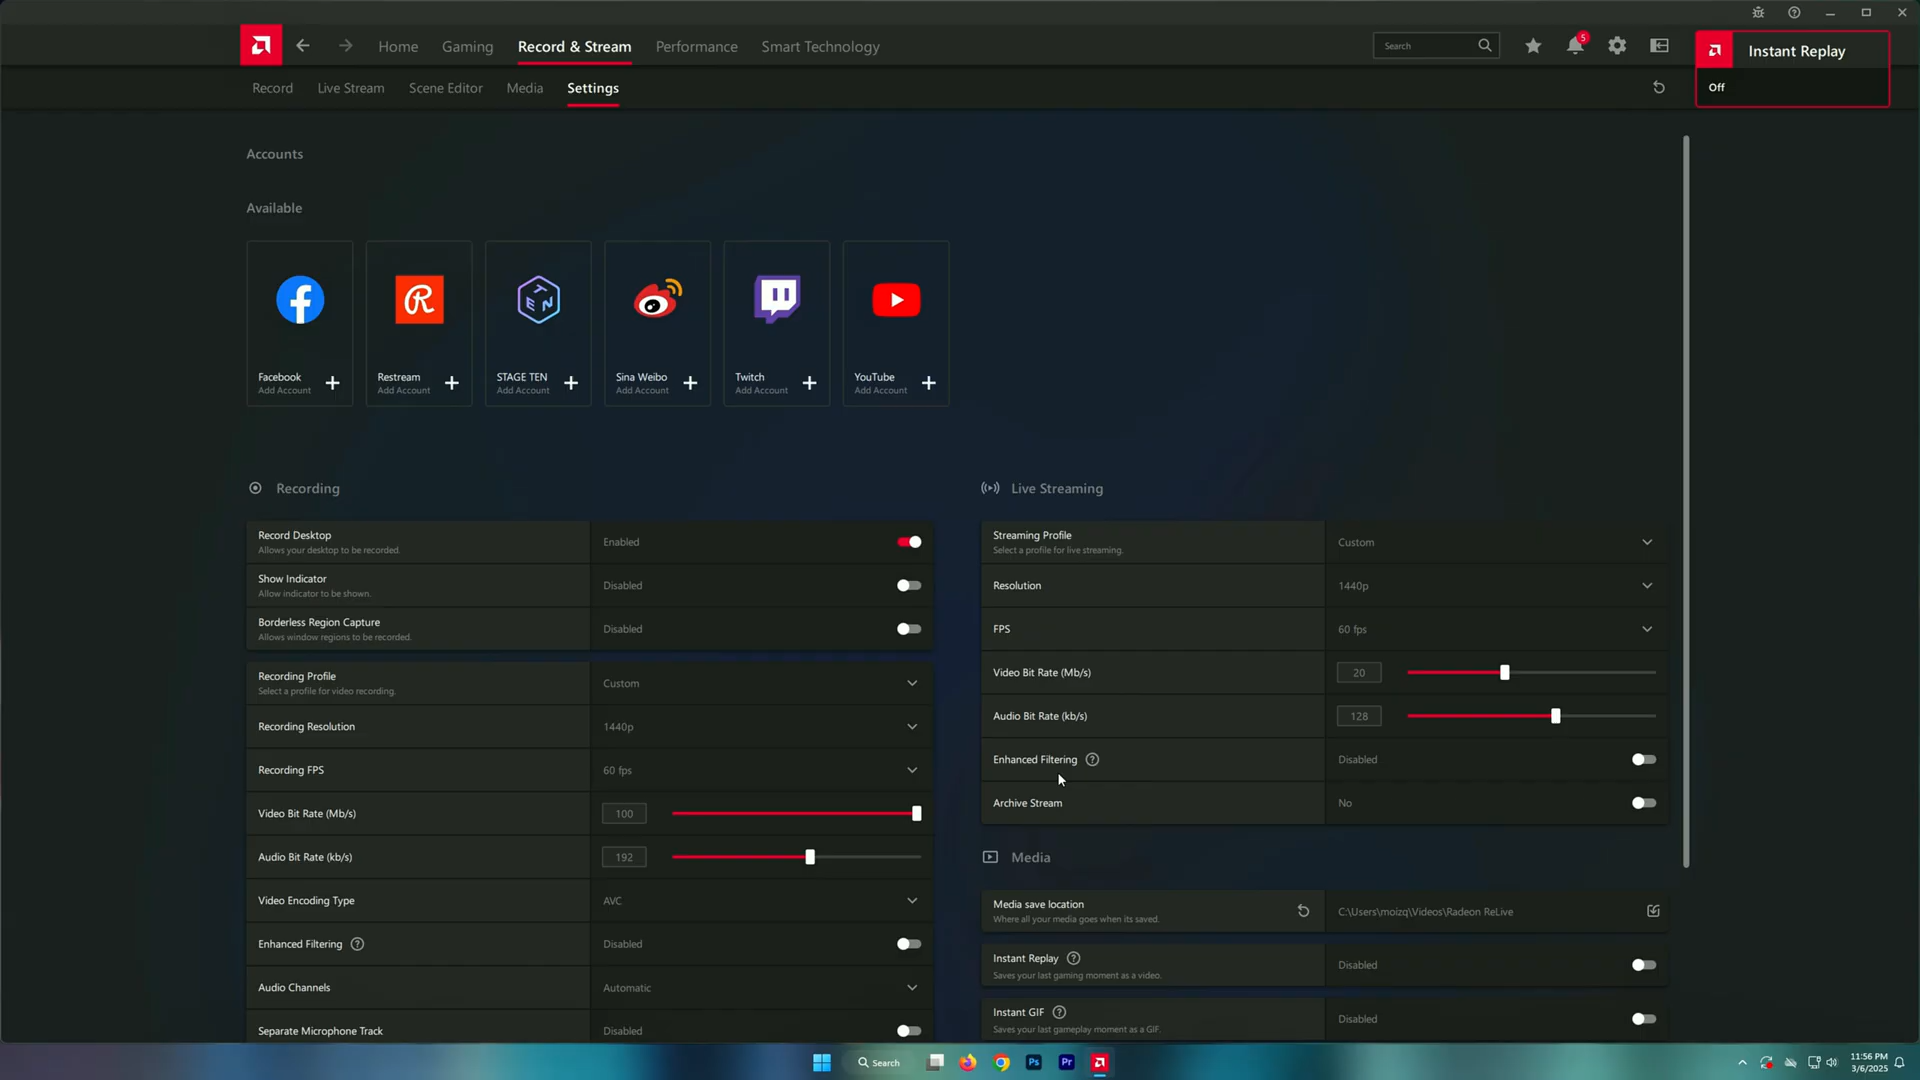 Home
Gaming
Record & Stream
Performance
Smart Technology
Search
5
Instant Replay
Off
Record
Live Stream
Scene Editor
Media
Settings
Accounts
Available
Facebook
Add Account
Restream
Add Account
STAGE TEN
Add Account
Sina Weibo
Add Account
Twitch
Add Account
YouTube
Add Account
Recording
Record Desktop
Allows your desktop to be recorded.
Enabled
Show Indicator
Allow indicator to be shown.
Disabled
Borderless Region Capture
Allows window regions to be recorded.
Disabled
Recording Profile
Select a profile for video recording.
Custom
Recording Resolution
1440p
Recording FPS
60 fps
Video Bit Rate (Mb/s)
100
Audio Bit Rate (kb/s)
192
Video Encoding Type
AVC
Enhanced Filtering ?
Disabled
Audio Channels
Automatic
Separate Microphone Track
Disabled
Live Streaming
Streaming Profile
Select a profile for live streaming.
Custom
Resolution
1440p
FPS
60 fps
Video Bit Rate (Mb/s)
20
Audio Bit Rate (kb/s)
128
Enhanced Filtering ?
Disabled
Archive Stream
No
Media
Media save location
Where all your media goes when its saved.
C:\Users\moizq\Videos\Radeon ReLive
Instant Replay ?
Saves your last gaming moment as a video.
Disabled
Instant GIF ?
Saves your last gameplay moment as a GIF.
Disabled
Search
Ps
Pr
11:56 PM
3/6/2025